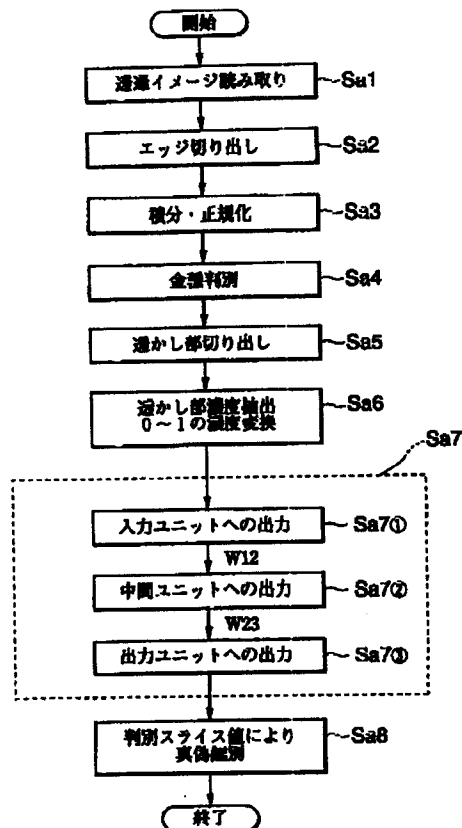 開始
透過イメージ読み取り
Sa1
エッジ切り出し
Sa2
積分・正規化
Sa3
金種判別
Sa4
透かし部切り出し
Sa5
透かし部濃度抽出
0～1の濃度変換
Sa6
Sa7
入力ユニットへの出力
Sa7①
W12
中間ユニットへの出力
Sa7②
W23
出力ユニットへの出力
Sa7③
判別スライス値により
真偽鑑別
Sa8
終了